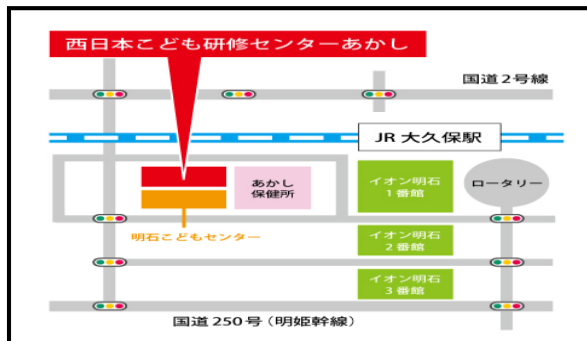 西日本こども研修センターあかし
国道2号線
JR 大久保駅
あかし
保健所
イオン明石
1番館
ロータリー
明石こどもセンター
イオン明石
2番館
イオン明石
3番館
国道250号(明姫幹線)